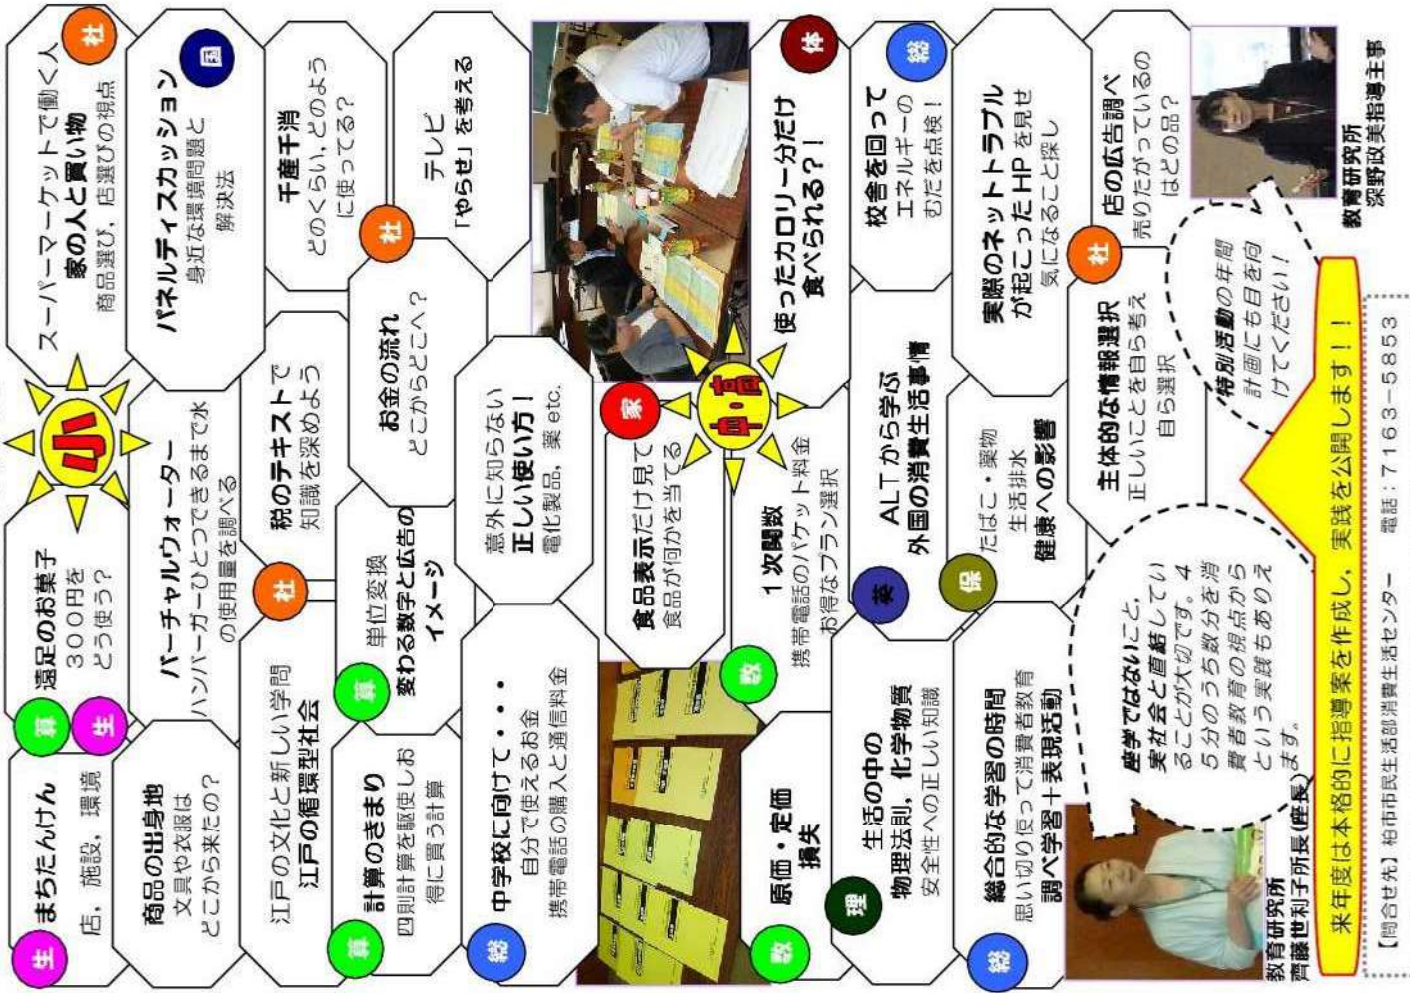 小
生
まちたんけん
店，施設，環境
算
生
遠足のお菓子
３００円を
どう使う？
社
スーパーマーケットで働く人
家の人と買い物
商品選び，店選びの視点
商品の出身地
文具や衣服は
どこから来たの？
バーチャルウォーター
ハンバーガーひとつできるまで水
の使用量を調べる
国
パネルディスカッション
身近な環境問題と
解決法
江戸の文化と新しい学問
江戸の循環型社会
社
税のテキストで
知識を深めよう
千産千消
どのくらい，どのよう
に使ってる？
算
計算のきまり
四則計算を駆使しお
得に買う計算
算
単位変換
変わる数字と広告の
イメージ
お金の流れ
どこからどこへ？
社
テレビ
「やらせ」を考える
総
中学校に向けて・・・・
自分で使えるお金
携帯電話の購入と通信料金
意外に知らない
正しい使い方！
電化製品，薬 etc.
家
食品表示だけ見て
食品が何かを当てる
中・高
数
原価・定価
損失
数
１次関数
携帯電話のパケット料金
お得なプラン選択
体
使ったカロリー分だけ
食べられる？！
理
生活の中の
物理法則，化学物質
安全性への正しい知識
英
ALT から学ぶ
外国の消費生活事情
総
校舎を回って
エネルギーの
むだを点検！
総
総合的な学習の時間
思い切り使って消費者教育
調べ学習＋表現活動
保
たばこ・薬物
生活排水
健康への影響
実際のネットトラブル
が起こった HP を見せ
気になること探し
主体的な情報選択
正しいことを自ら考え
自ら選択
社
店の広告調べ
売りたがっているの
はどの品？
座学ではないこと，
実社会と直結してい
ることが大切です。４
５分のうち数分を消
費者教育の視点から
という実践もありえ
ます。
教育研究所
齊藤世利子所長(座長)
特別活動の年間
計画にも目を向
けてください！
教育研究所
深野政美指導主事
来年度は本格的に指導案を作成し，実践を公開します！！
【問合せ先】柏市市民生活部消費生活センター　電話：７１６３－５８５３